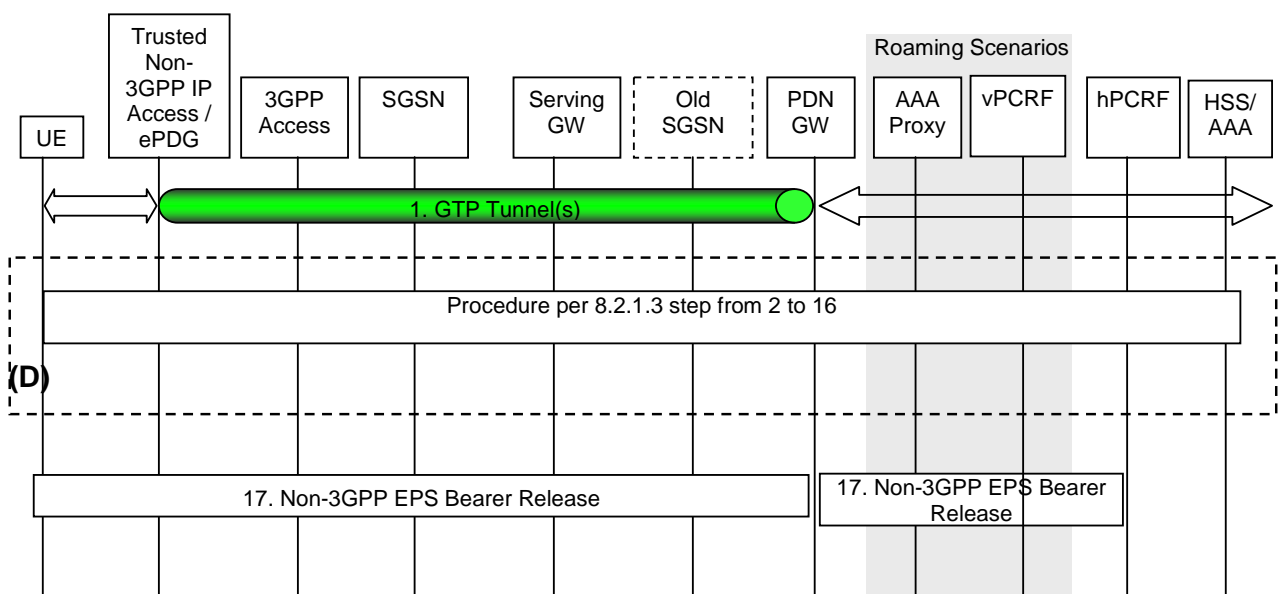 Roaming Scenarios
UE
Trusted
Non-
3GPP IP
Access /
ePDG
3GPP
Access
SGSN
Serving
GW
Old
SGSN
PDN
GW
AAA
Proxy
vPCRF
hPCRF
HSS/
AAA
1. GTP Tunnel(s)
Procedure per 8.2.1.3 step from 2 to 16
(D)
17. Non-3GPP EPS Bearer Release
17. Non-3GPP EPS Bearer
Release